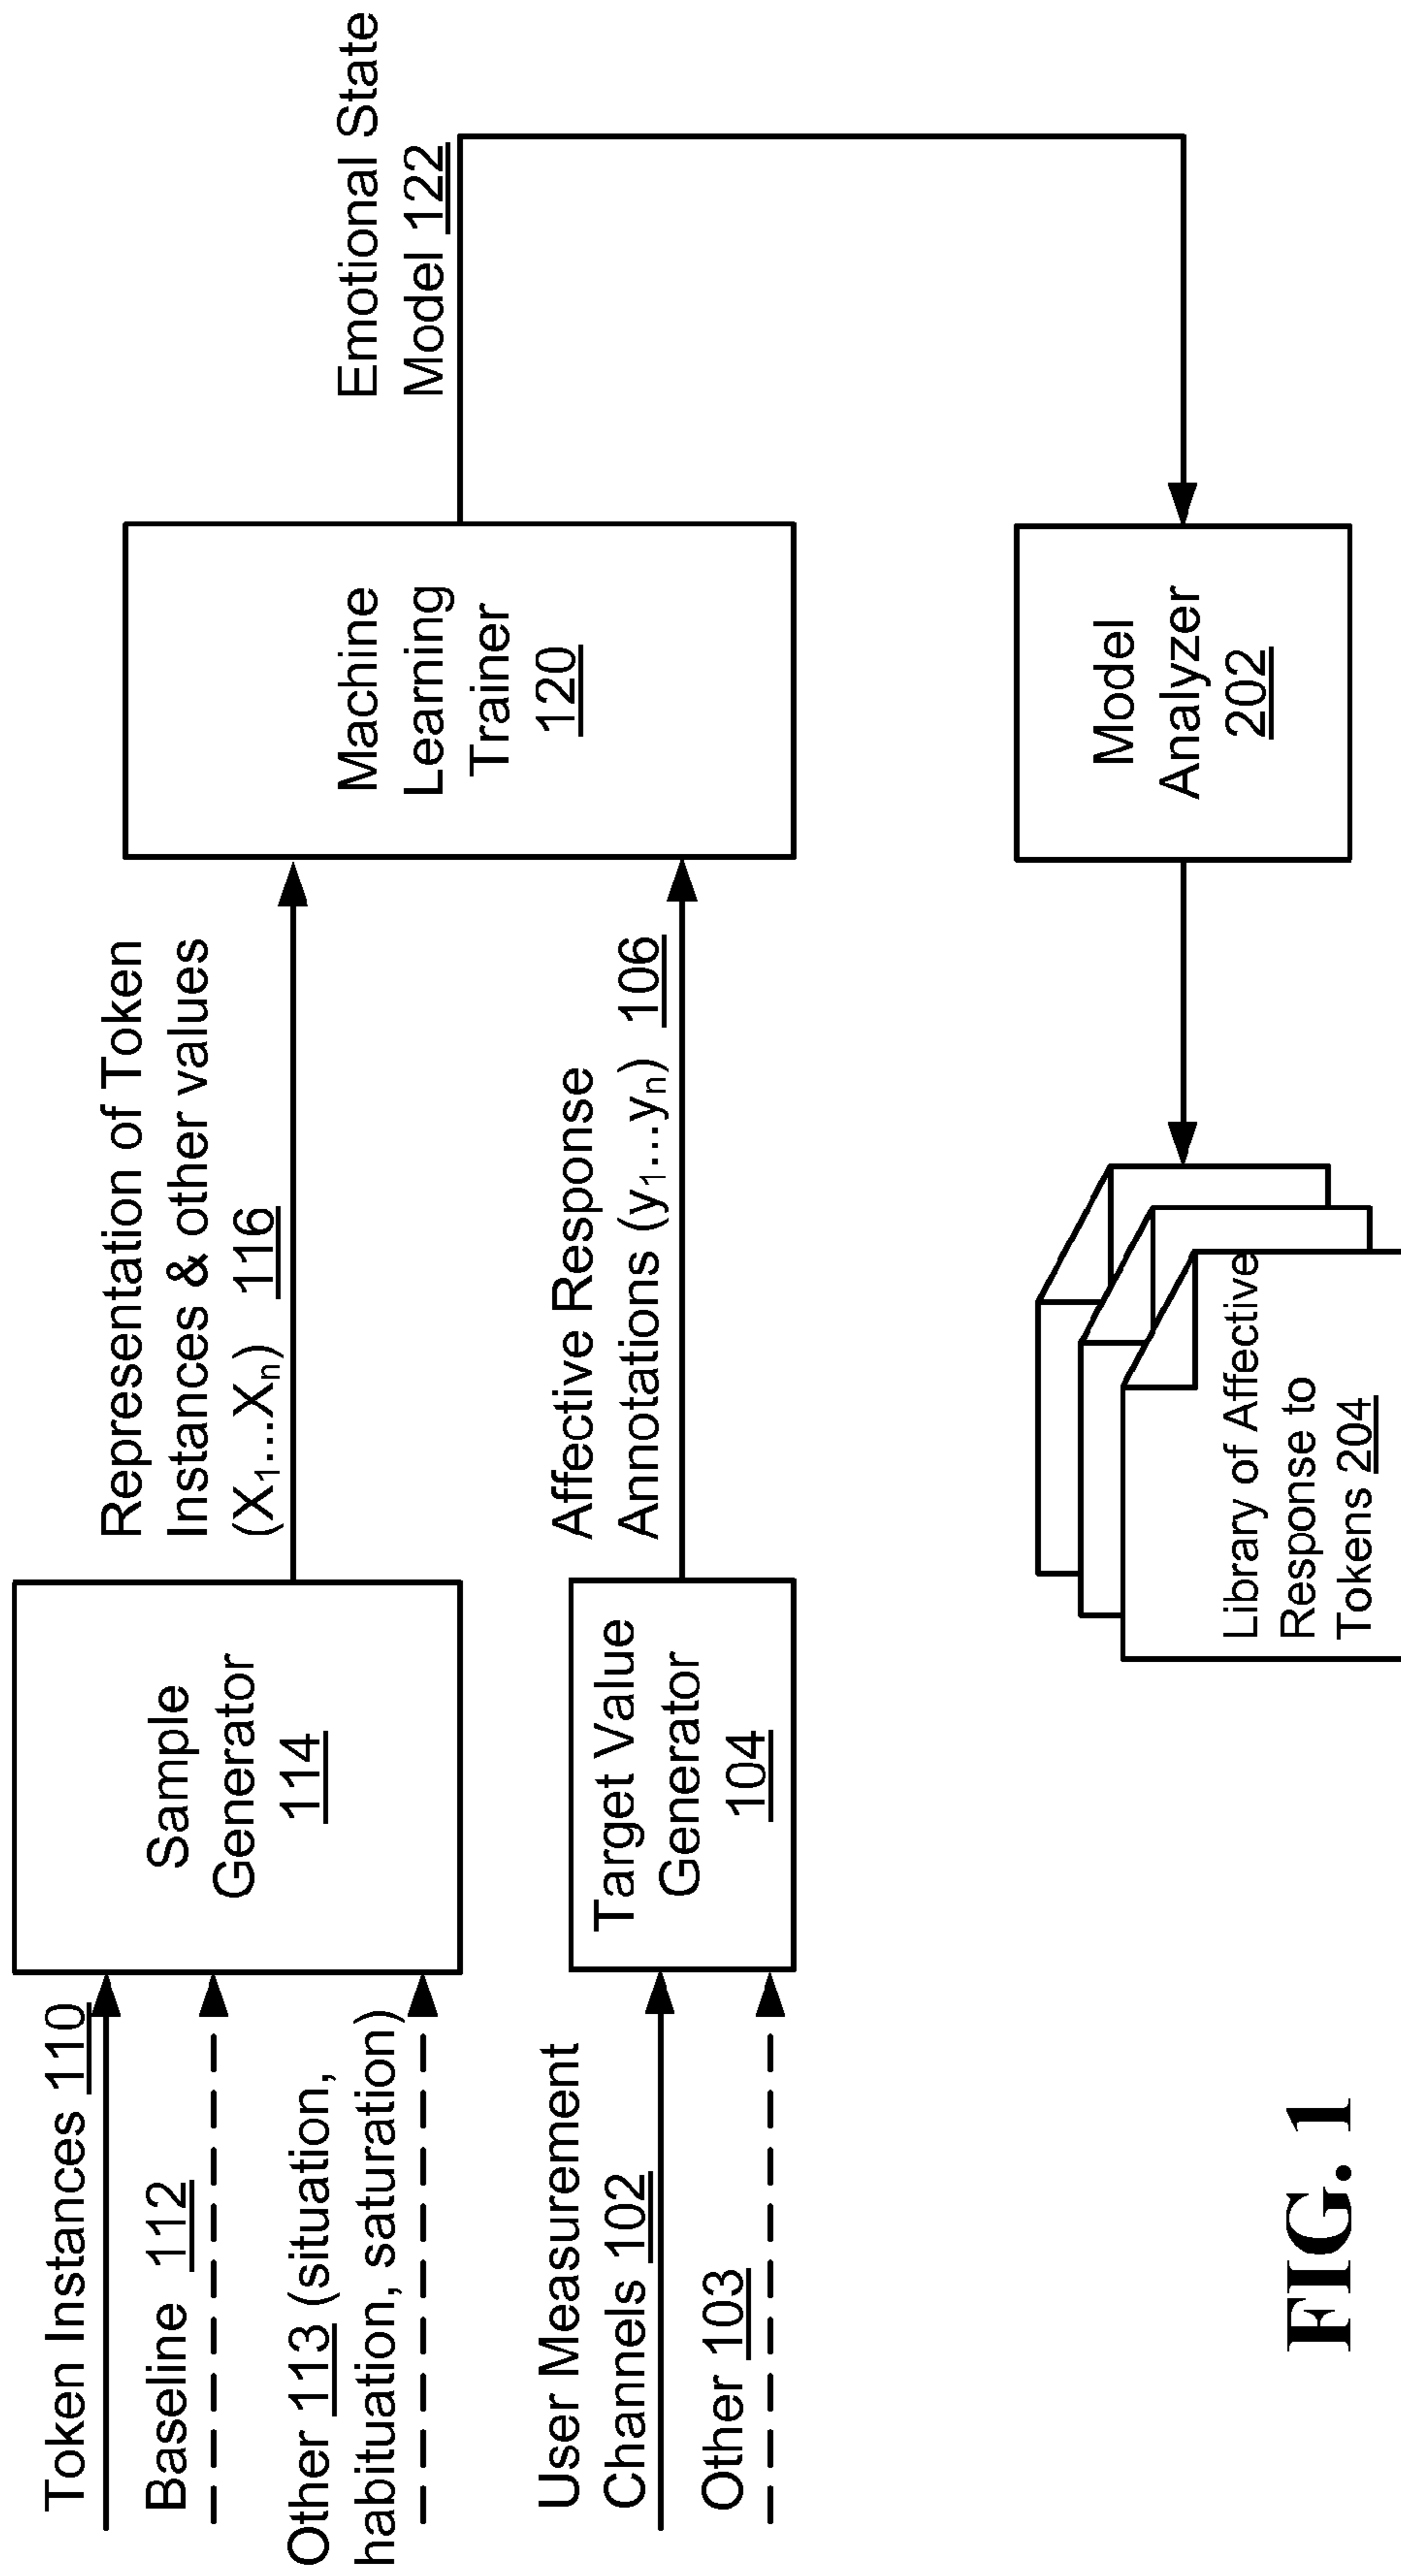 Token Instances 110
Baseline 112
Other 113 (situation,
habituation, saturation)
Sample
Generator
114
Representation of Token
Instances & other values
(X₁...Xₙ) 116
User Measurement
Channels 102
Other 103
Target Value
Generator
104
Affective Response
Annotations (y₁...yₙ) 106
Machine
Learning
Trainer
120
Emotional State
Model 122
Model
Analyzer
202
Library of Affective
Response to
Tokens 204
FIG. 1